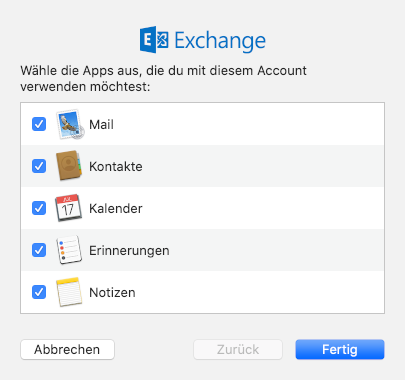 Exchange
Wähle die Apps aus, die du mit diesem Account
verwenden möchtest:
Mail
Kontakte
17
Kalender
Erinnerungen
Notizen
Abbrechen
Zurück
Fertig